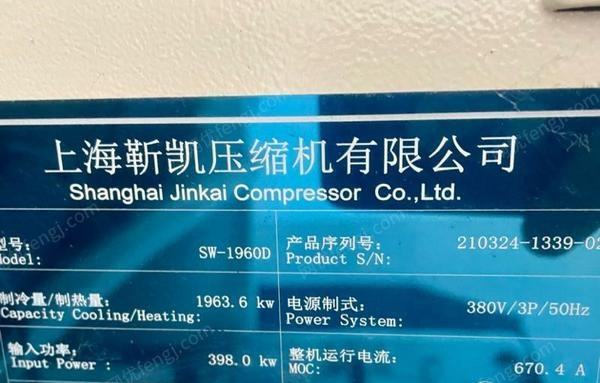 上海靳凯压缩机有限公司
Shanghai Jinkai Compressor Co.,Ltd.
型号: SW-1960D 产品序列号: 210324-1339-02
Model: Product S/N:
制冷量/制热量: 1963.6 kw 电源制式: 380V/3P/50Hz
Capacity Cooling/Heating: Power System:
输入功率: 398.0 kw 整机运行电流: 670.4 A
Input Power : MOC: